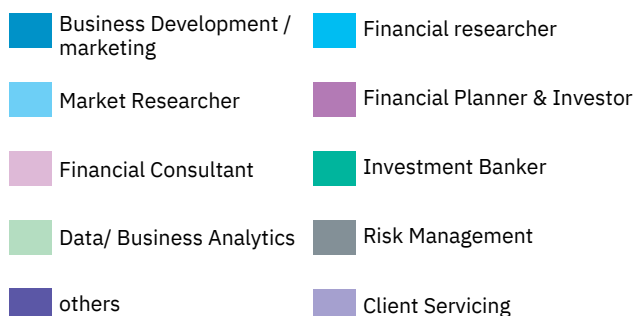 Business Development /
marketing
Financial researcher
Market Researcher
Financial Planner & Investor
Financial Consultant
Investment Banker
Data/ Business Analytics
Risk Management
others
Client Servicing